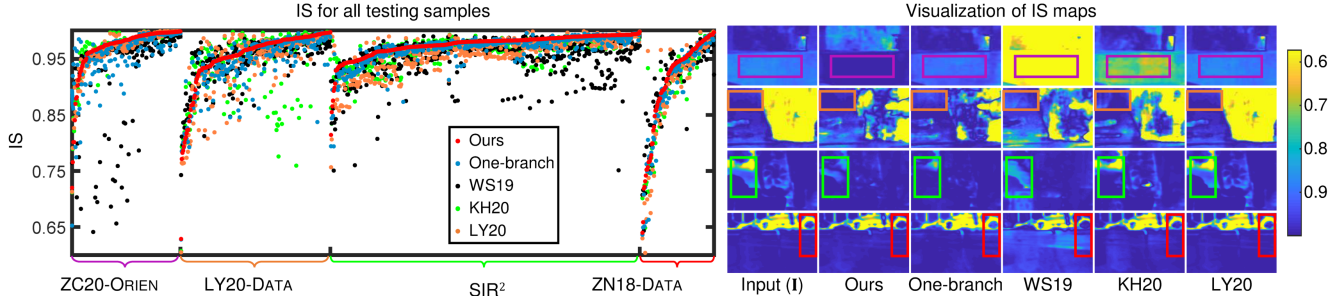 IS for all testing samples
IS
0.95
0.85
0.75
0.65
Ours
One-branch
WS19
KH20
LY20
ZC20-ORIEN
LY20-DATA
SIR²
ZN18-DATA
Visualization of IS maps
0.6
0.7
0.8
0.9
Input (I)
Ours
One-branch
WS19
KH20
LY20